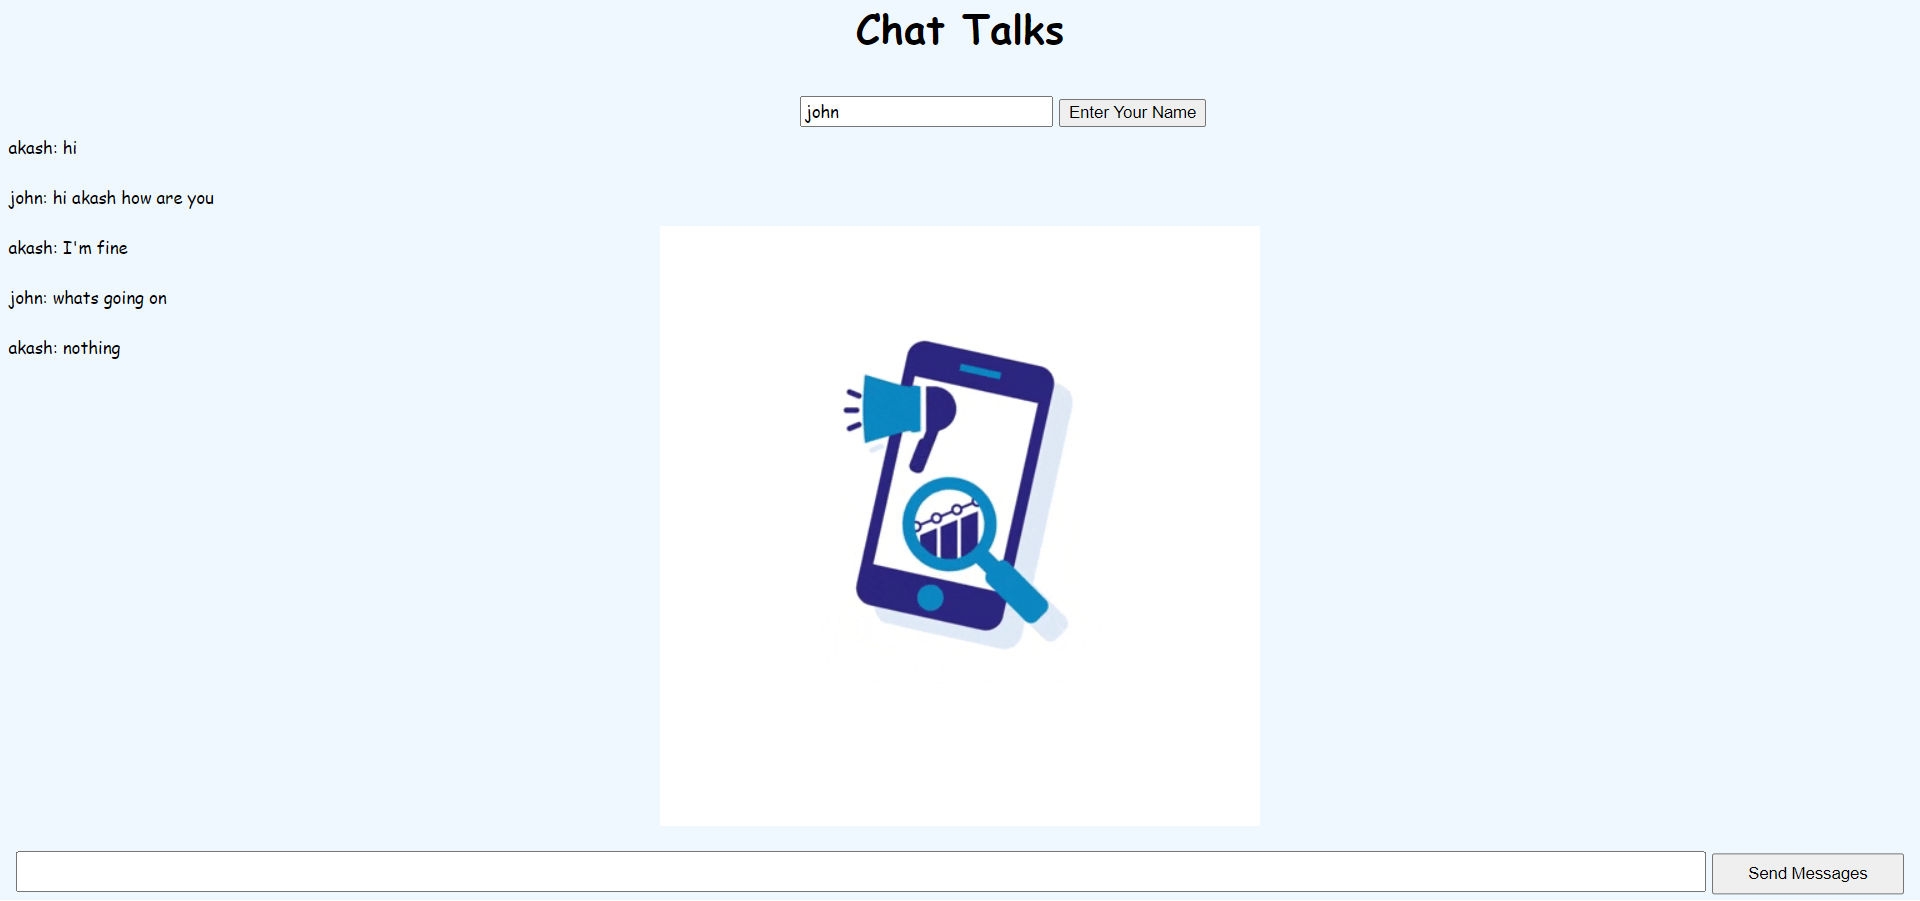 Chat Talks
john
Enter Your Name
akash: hi
john: hi akash how are you
akash: I'm fine
john: whats going on
akash: nothing
Send Messages